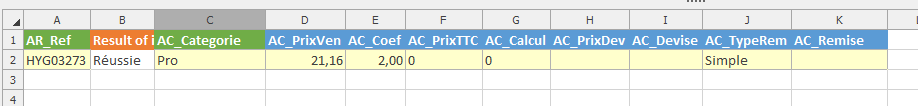 A B C D E F G H I J K
1 AR_Ref Result of i AC_Categorie AC_PrixVen AC_Coef AC_PrixTTC AC_Calcul AC_PrixDev AC_Devise AC_TypeRem AC_Remise
2 HYG03273 Réussie Pro 21,16 2,00 0 0 Simple
3
4